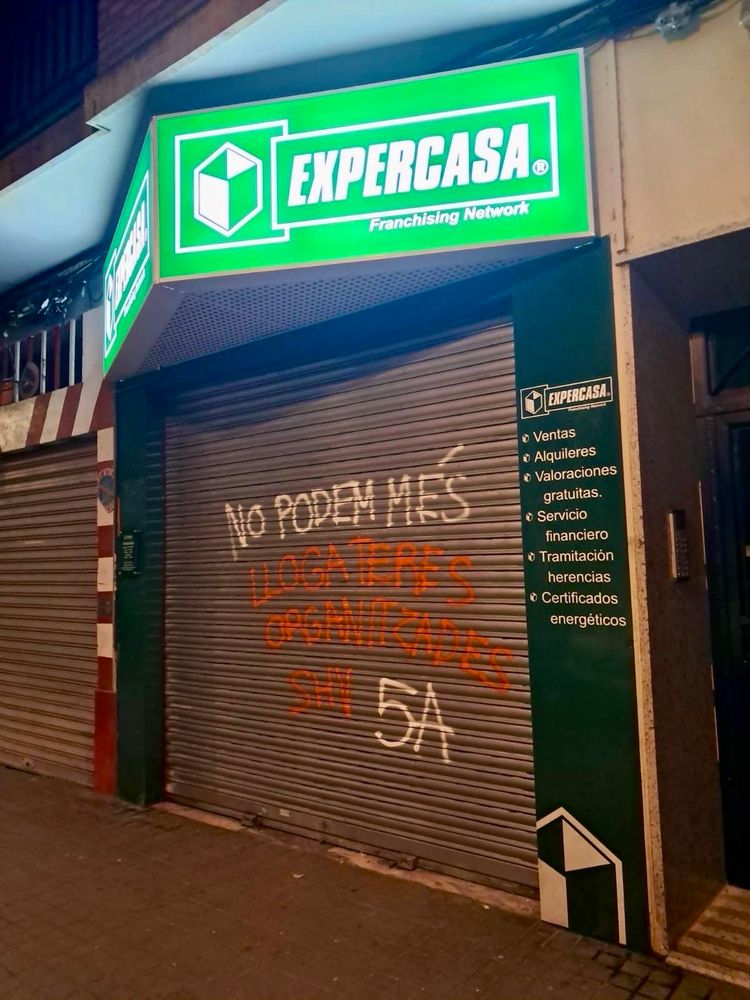 EXPERCASA®
Franchising Network
EXPERCASA
EXPERCASA
Franchising Network
Ventas
Alquileres
Valoraciones
gratuitas.
Servicio
financiero
Tramitación
herencias
Certificados
energéticos
NO PODEM MÉS
LLOGATERES
ORGANITZADES
SHV 5A